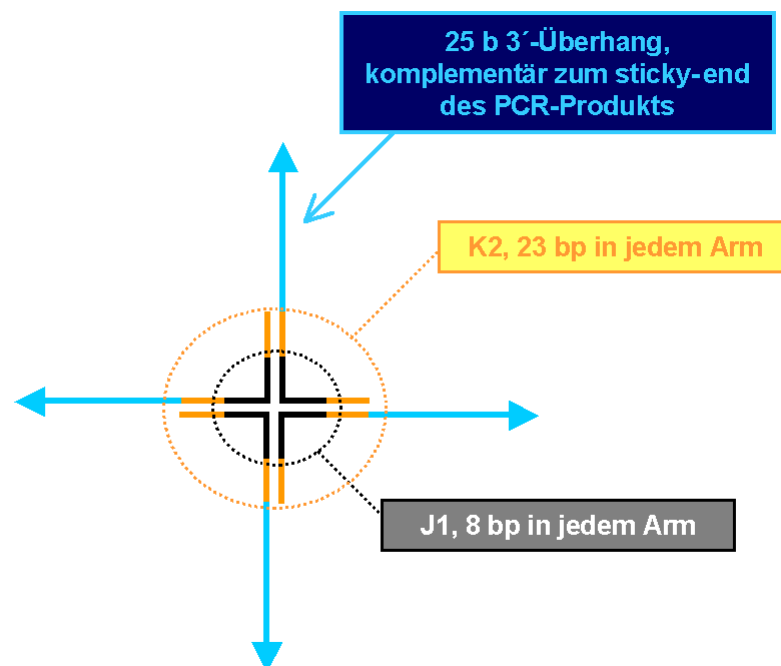 25 b 3´-Überhang,
komplementär zum sticky-end
des PCR-Produkts
K2, 23 bp in jedem Arm
J1, 8 bp in jedem Arm